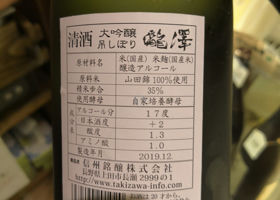 清酒 大吟醸 吊しぼり 瀧澤
原材料名 米(国産) 米麹(国産米) 醸造アルコール
原料米 山田錦100%使用
精米歩合 35%
使用酵母 自家培養酵母
アルコール分 17度
日本酒度 +2
酸度 1.3
アミノ酸 1.0
製造年月 2019.12.
信州銘醸株式会社
長野県上田市長瀬2999の1
http://www.takizawa-info.com